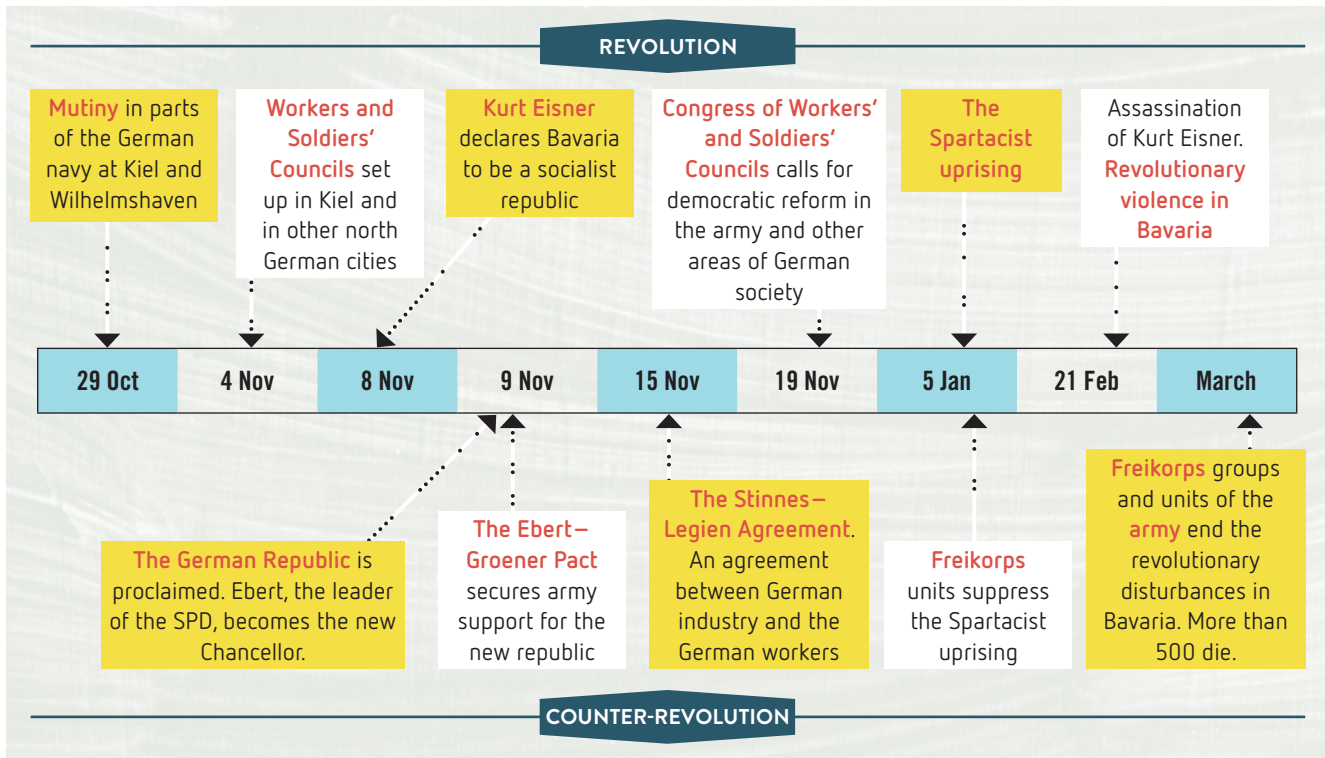 REVOLUTION
Mutiny in parts
of the German
navy at Kiel and
Wilhelmshaven
Workers and
Soldiers‘
Councils set
up in Kiel and
in other north
German cities
Kurt Eisner
declares Bavaria
to be a socialist
republic
Congress of Workers‘
and Soldiers‘
Councils calls for
democratic reform in
the army and other
areas of German
society
The
Spartacist
uprising
Assassination
of Kurt Eisner.
Revolutionary
violence in
Bavaria
29 Oct
4 Nov
8 Nov
9 Nov
15 Nov
19 Nov
5 Jan
21 Feb
March
The German Republic is
proclaimed. Ebert, the leader
of the SPD, becomes the new
Chancellor.
The Ebert–
Groener Pact
secures army
support for the
new republic
The Stinnes–
Legien Agreement.
An agreement
between German
industry and the
German workers
Freikorps
units suppress
the Spartacist
uprising
Freikorps groups
and units of the
army end the
revolutionary
disturbances in
Bavaria. More than
500 die.
COUNTER-REVOLUTION